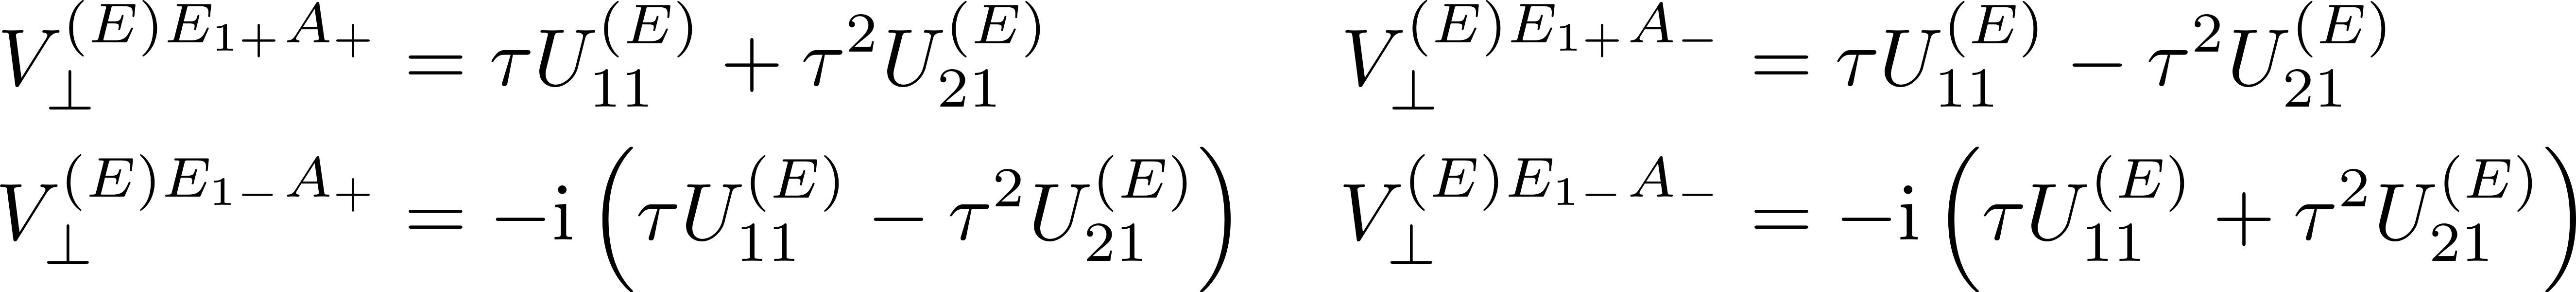 $V_{\perp}^{(E)E_{1+}A_{+}} = \tau U_{11}^{(E)} + \tau^2 U_{21}^{(E)} \qquad V_{\perp}^{(E)E_{1+}A_{-}} = \tau U_{11}^{(E)} - \tau^2 U_{21}^{(E)}$
$V_{\perp}^{(E)E_{1-}A_{+}} = -\mathrm{i}\left(\tau U_{11}^{(E)} - \tau^2 U_{21}^{(E)}\right) \qquad V_{\perp}^{(E)E_{1-}A_{-}} = -\mathrm{i}\left(\tau U_{11}^{(E)} + \tau^2 U_{21}^{(E)}\right)$